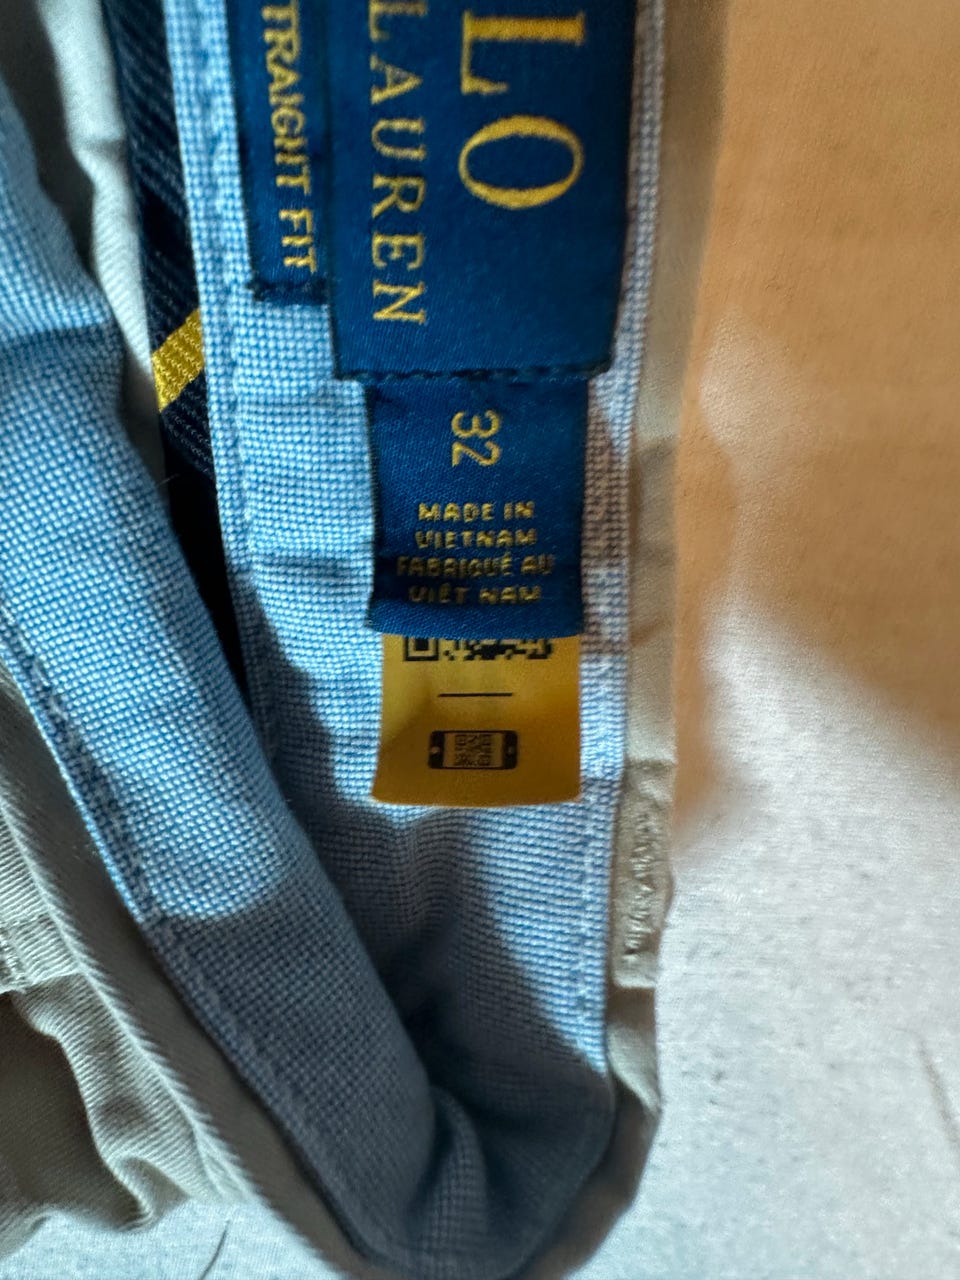 LO
LAUREN
TRAIGHT FIT
32
MADE IN
VIETNAM
FABRIQUÉ AU
VIÊT NAM